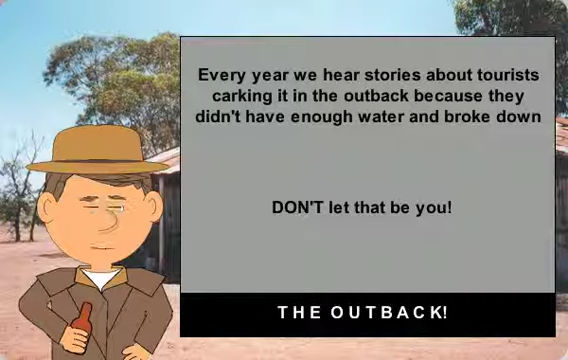 Every year we hear stories about tourists
carking it in the outback because they
didn't have enough water and broke down
DON'T let that be you!
THE OUTBACK!